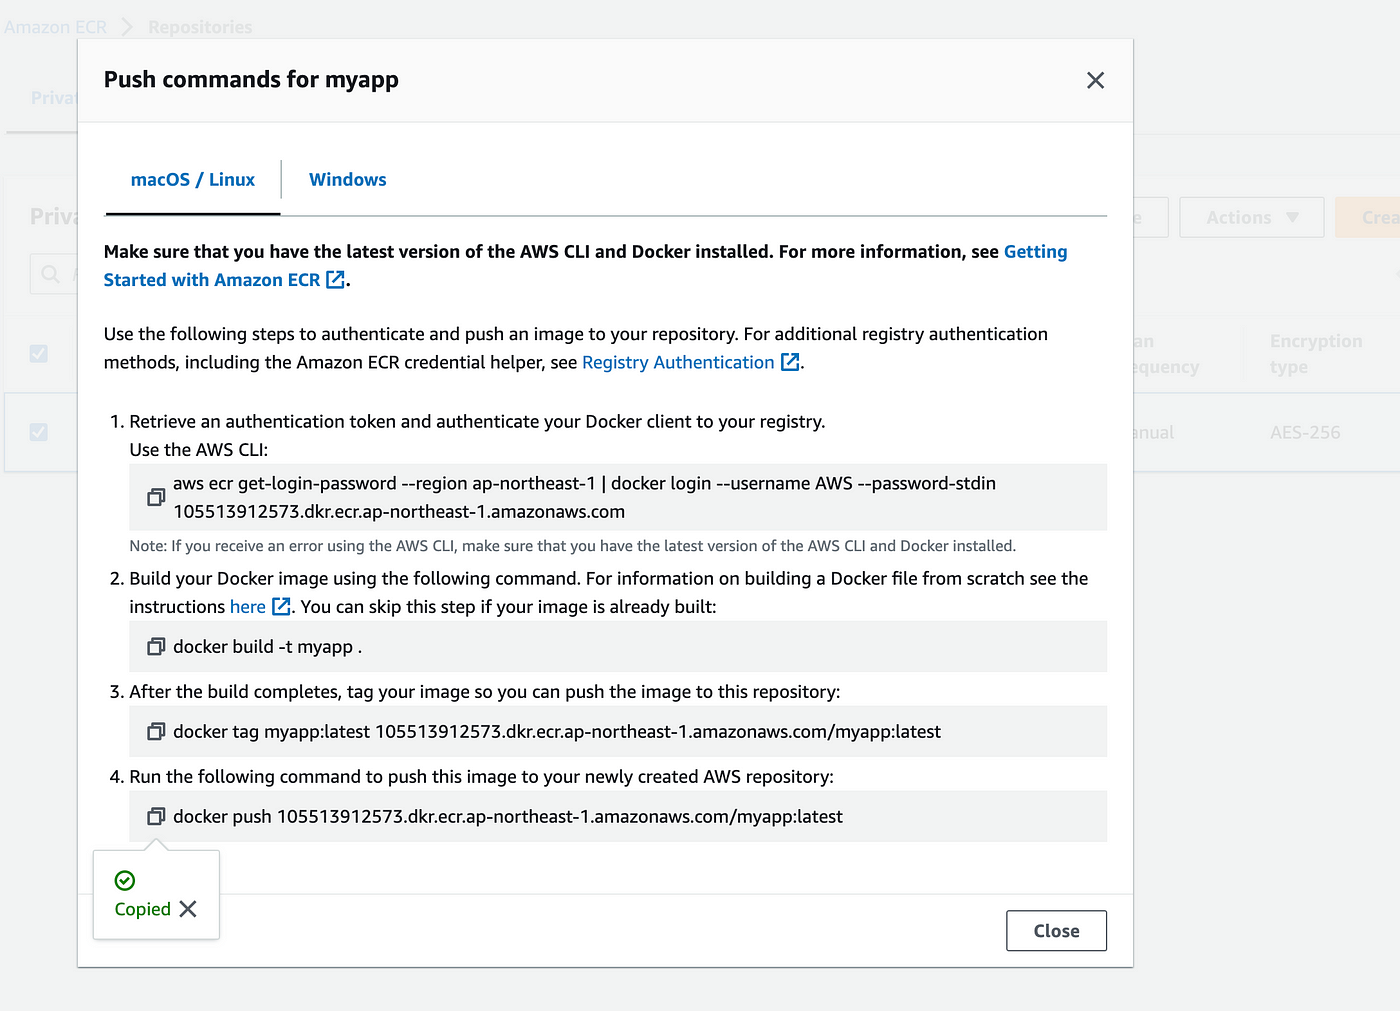 Amazon ECR > Repositories
Push commands for myapp
macOS / Linux
Windows
Make sure that you have the latest version of the AWS CLI and Docker installed. For more information, see Getting
Started with Amazon ECR.
Use the following steps to authenticate and push an image to your repository. For additional registry authentication
methods, including the Amazon ECR credential helper, see Registry Authentication.
1. Retrieve an authentication token and authenticate your Docker client to your registry.
Use the AWS CLI:
aws ecr get-login-password --region ap-northeast-1 | docker login --username AWS --password-stdin
105513912573.dkr.ecr.ap-northeast-1.amazonaws.com
Note: If you receive an error using the AWS CLI, make sure that you have the latest version of the AWS CLI and Docker installed.
2. Build your Docker image using the following command. For information on building a Docker file from scratch see the
instructions here. You can skip this step if your image is already built:
docker build -t myapp .
3. After the build completes, tag your image so you can push the image to this repository:
docker tag myapp:latest 105513912573.dkr.ecr.ap-northeast-1.amazonaws.com/myapp:latest
4. Run the following command to push this image to your newly created AWS repository:
docker push 105513912573.dkr.ecr.ap-northeast-1.amazonaws.com/myapp:latest
Copied
Close
Actions
Encryption
type
AES-256